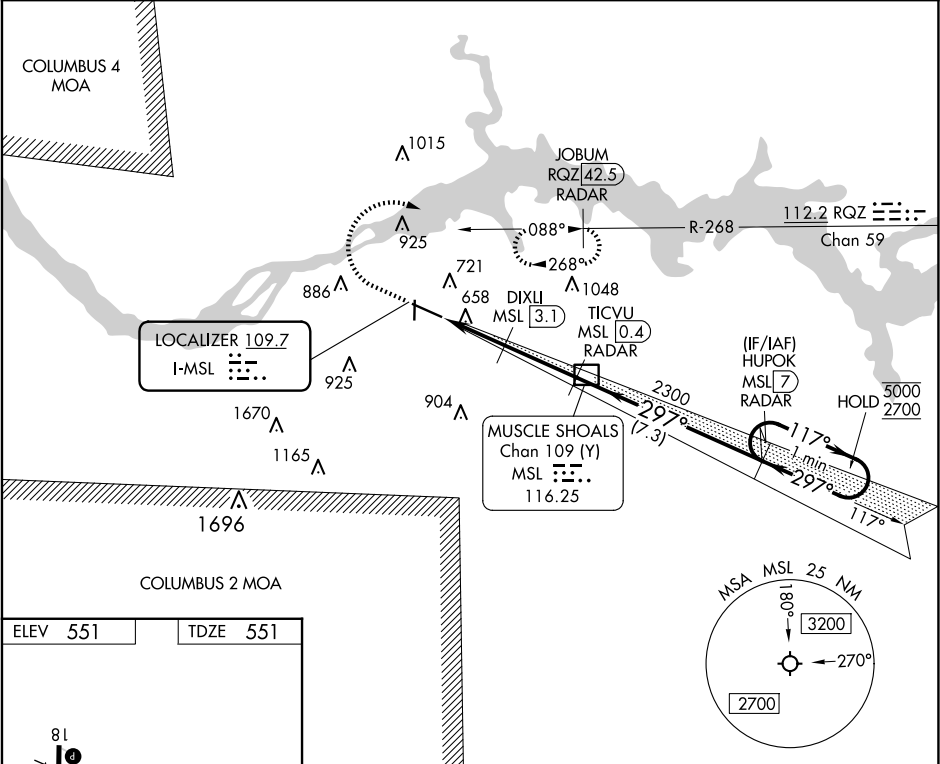 COLUMBUS 4
MOA
1015
JOBUM
RQZ 42.5
RADAR
112.2 RQZ
Chan 59
R-268
088°
268°
925
721
886
658
1048
DIXLI
MSL 3.1
TICVU
MSL 0.4
RADAR
LOCALIZER 109.7
I-MSL
925
(IF/IAF)
HUPOK
MSL 7
RADAR
HOLD 5000
2700
2300
297°
(7.3)
117°
1 min
297°
117°
904
1670
1165
MUSCLE SHOALS
Chan 109 (Y)
MSL
116.25
1696
COLUMBUS 2 MOA
MSA MSL 25 NM
180°
3200
270°
2700
ELEV 551
TDZE 551
18
P